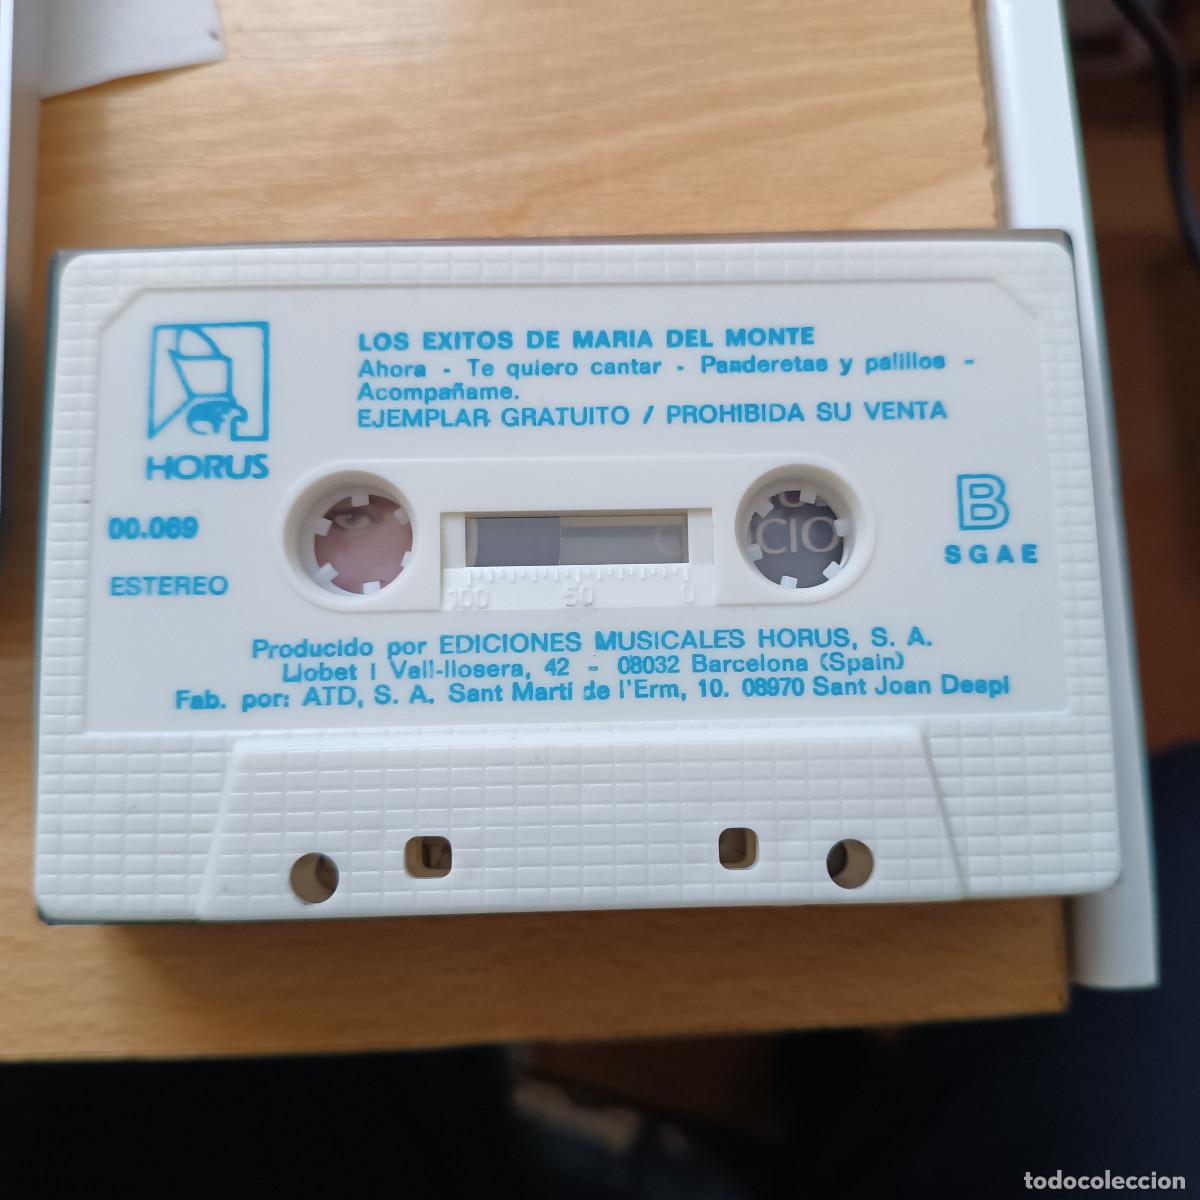 LOS EXITOS DE MARIA DEL MONTE
Ahora - Te quiero cantar - Panderetas y palillos -
Acompañame.
EJEMPLAR GRATUITO / PROHIBIDA SU VENTA
HORUS
00.069
ESTEREO
B
SGAE
CIO
100 50 0
Producido por EDICIONES MUSICALES HORUS, S. A.
Llobet i Vall-llosera, 42 - 08032 Barcelona (Spain)
Fab. por: ATD, S. A. Sant Martí de l'Erm, 10. 08970 Sant Joan Despi
todocoleccion